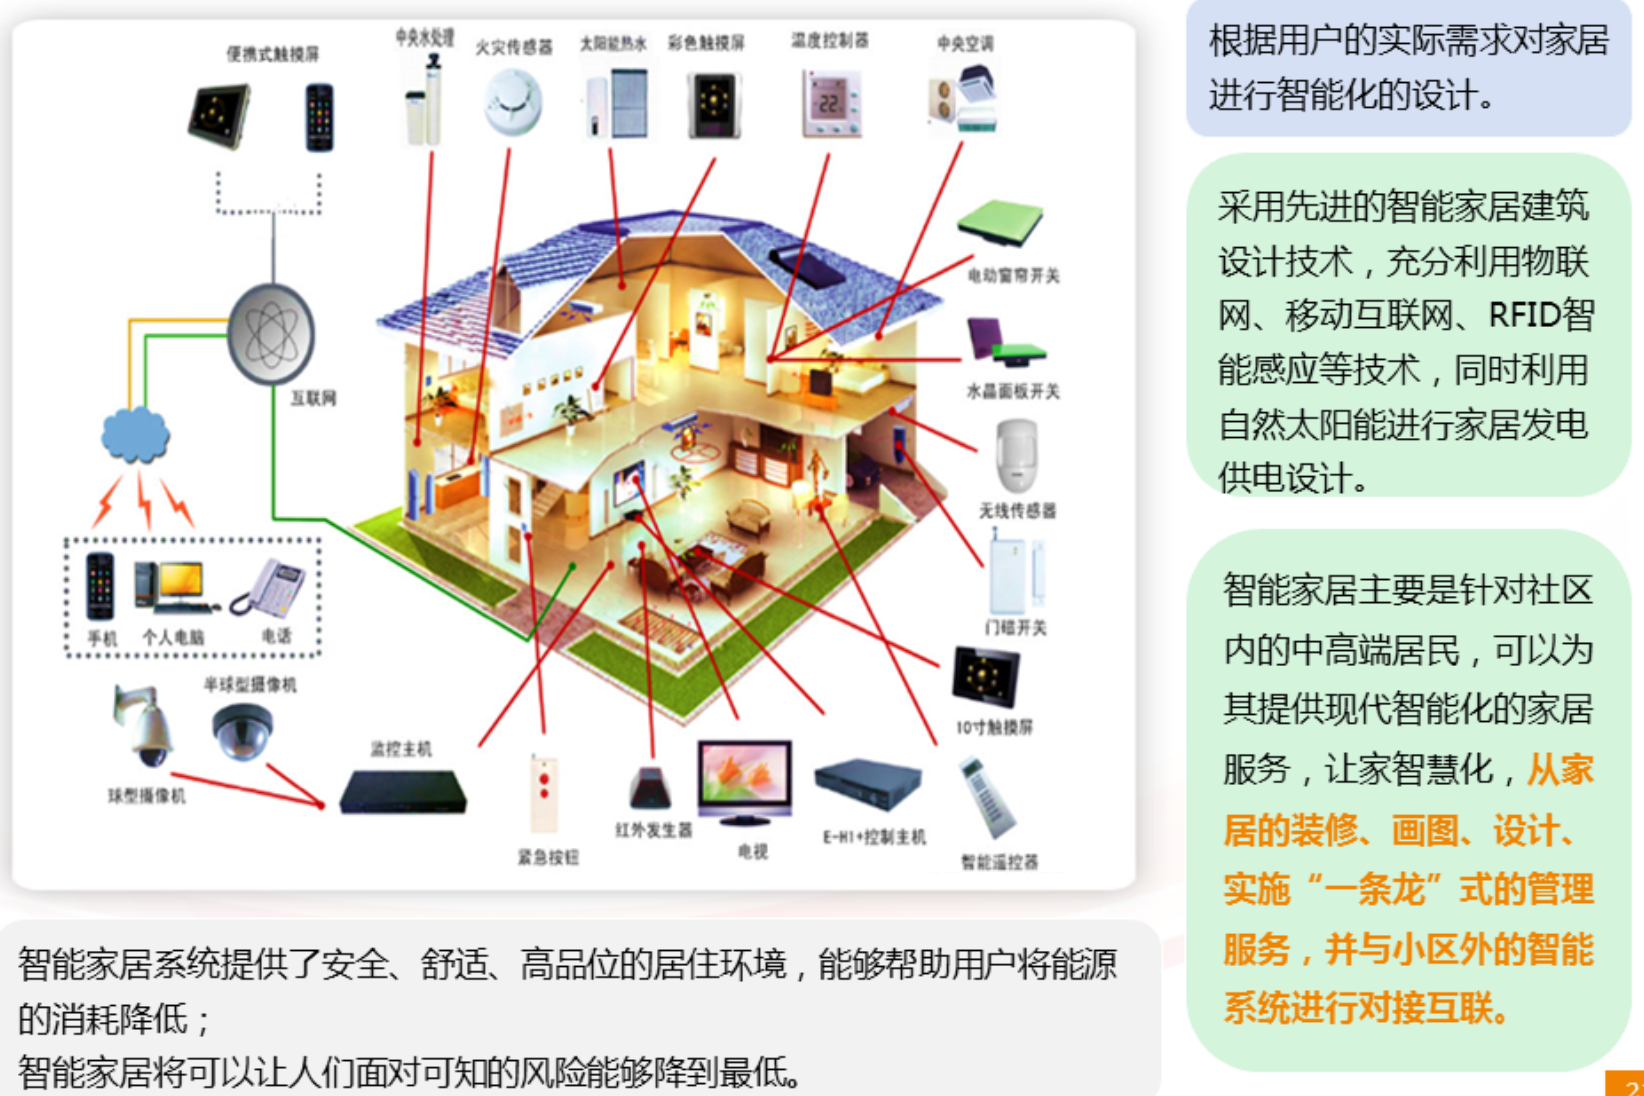 便携式触摸屏
中央水处理
火灾传感器
太阳能热水
彩色触摸屏
温度控制器
中央空调
22
电动窗帘开关
水晶面板开关
无线传感器
门磁开关
10寸触摸屏
互联网
手机
个人电脑
电话
半球型摄像机
球型摄像机
监控主机
紧急按钮
红外发生器
电视
E-H1+控制主机
智能遥控器
根据用户的实际需求对家居
进行智能化的设计。
采用先进的智能家居建筑
设计技术，充分利用物联
网、移动互联网、RFID智
能感应等技术，同时利用
自然太阳能进行家居发电
供电设计。
智能家居主要是针对社区
内的中高端居民，可以为
其提供现代智能化的家居
服务，让家智慧化，从家
居的装修、画图、设计、
实施“一条龙”式的管理
服务，并与小区外的智能
系统进行对接互联。
智能家居系统提供了安全、舒适、高品位的居住环境，能够帮助用户将能源
的消耗降低；
智能家居将可以让人们面对可知的风险能够降到最低。